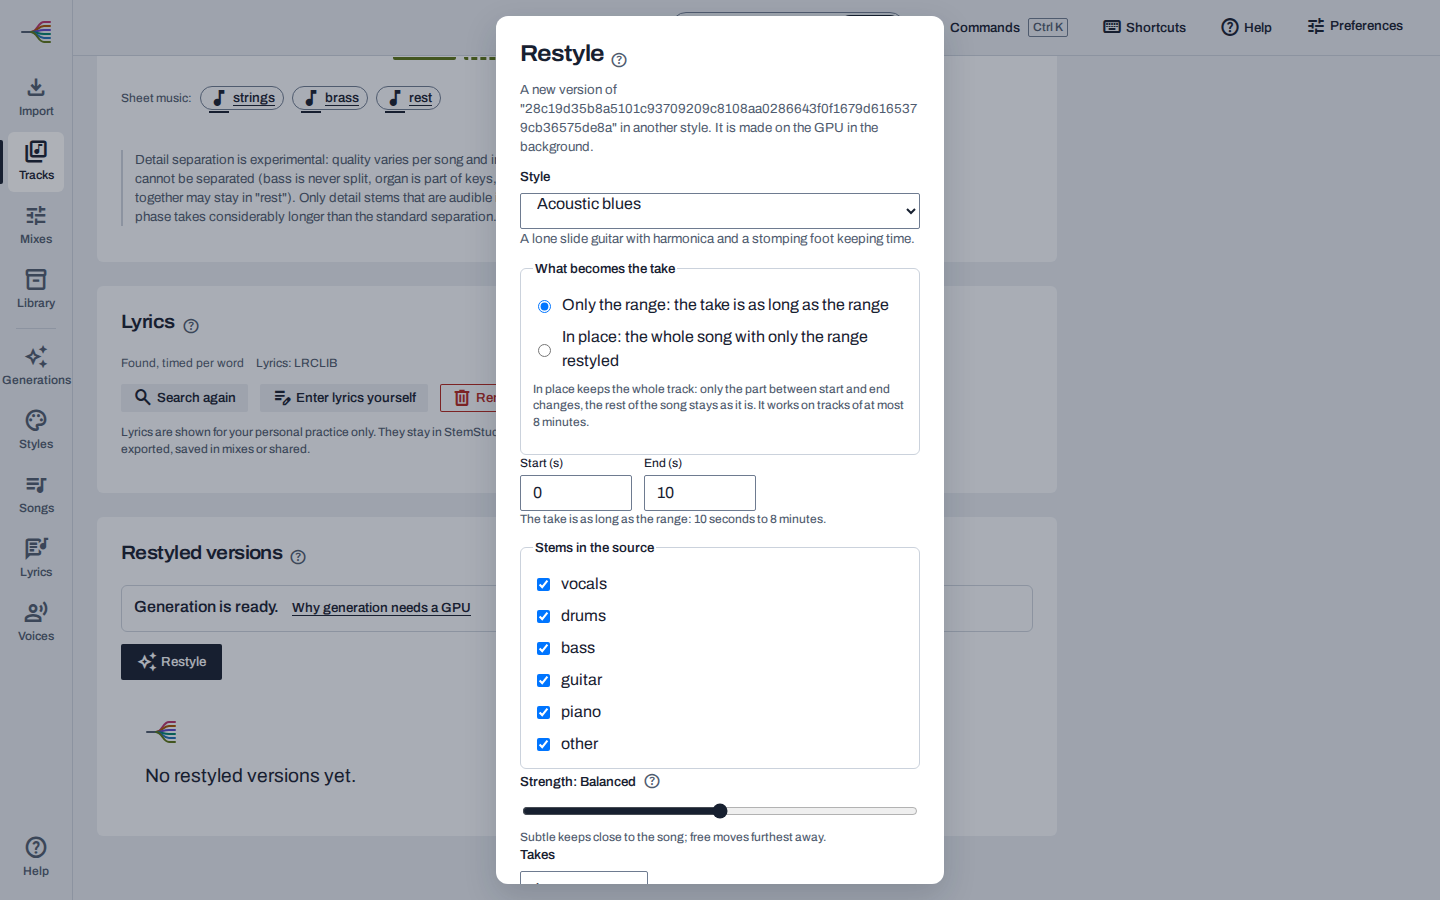 Commands Ctrl K Shortcuts Help Preferences
Import
Tracks
Mixes
Library
Generations
Styles
Songs
Lyrics
Voices
Help
Sheet music: strings brass rest
Detail separation is experimental: quality varies per song and
cannot be separated (bass is never split, organ is part of keys,
together may stay in "rest"). Only detail stems that are audible
phase takes considerably longer than the standard separation.
Lyrics
Found, timed per word Lyrics: LRCLIB
Search again Enter lyrics yourself
Lyrics are shown for your personal practice only. They stay in
exported, saved in mixes or shared.
Restyled versions
Generation is ready. Why generation needs a GPU
Restyle
No restyled versions yet.
Restyle
A new version of
"28c19d35b8a5101c93709209c8108aa0286643f0f1679d616537
9cb36575de8a" in another style. It is made on the GPU in the
background.
Style
Acoustic blues
A lone slide guitar with harmonica and a stomping foot keeping time.
What becomes the take
Only the range: the take is as long as the range
In place: the whole song with only the range
restyled
In place keeps the whole track: only the part between start and end
changes, the rest of the song stays as it is. It works on tracks of at most
8 minutes.
Start (s) End (s)
0 10
The take is as long as the range: 10 seconds to 8 minutes.
Stems in the source
vocals
drums
bass
guitar
piano
other
Strength: Balanced
Subtle keeps close to the song; free moves furthest away.
Takes